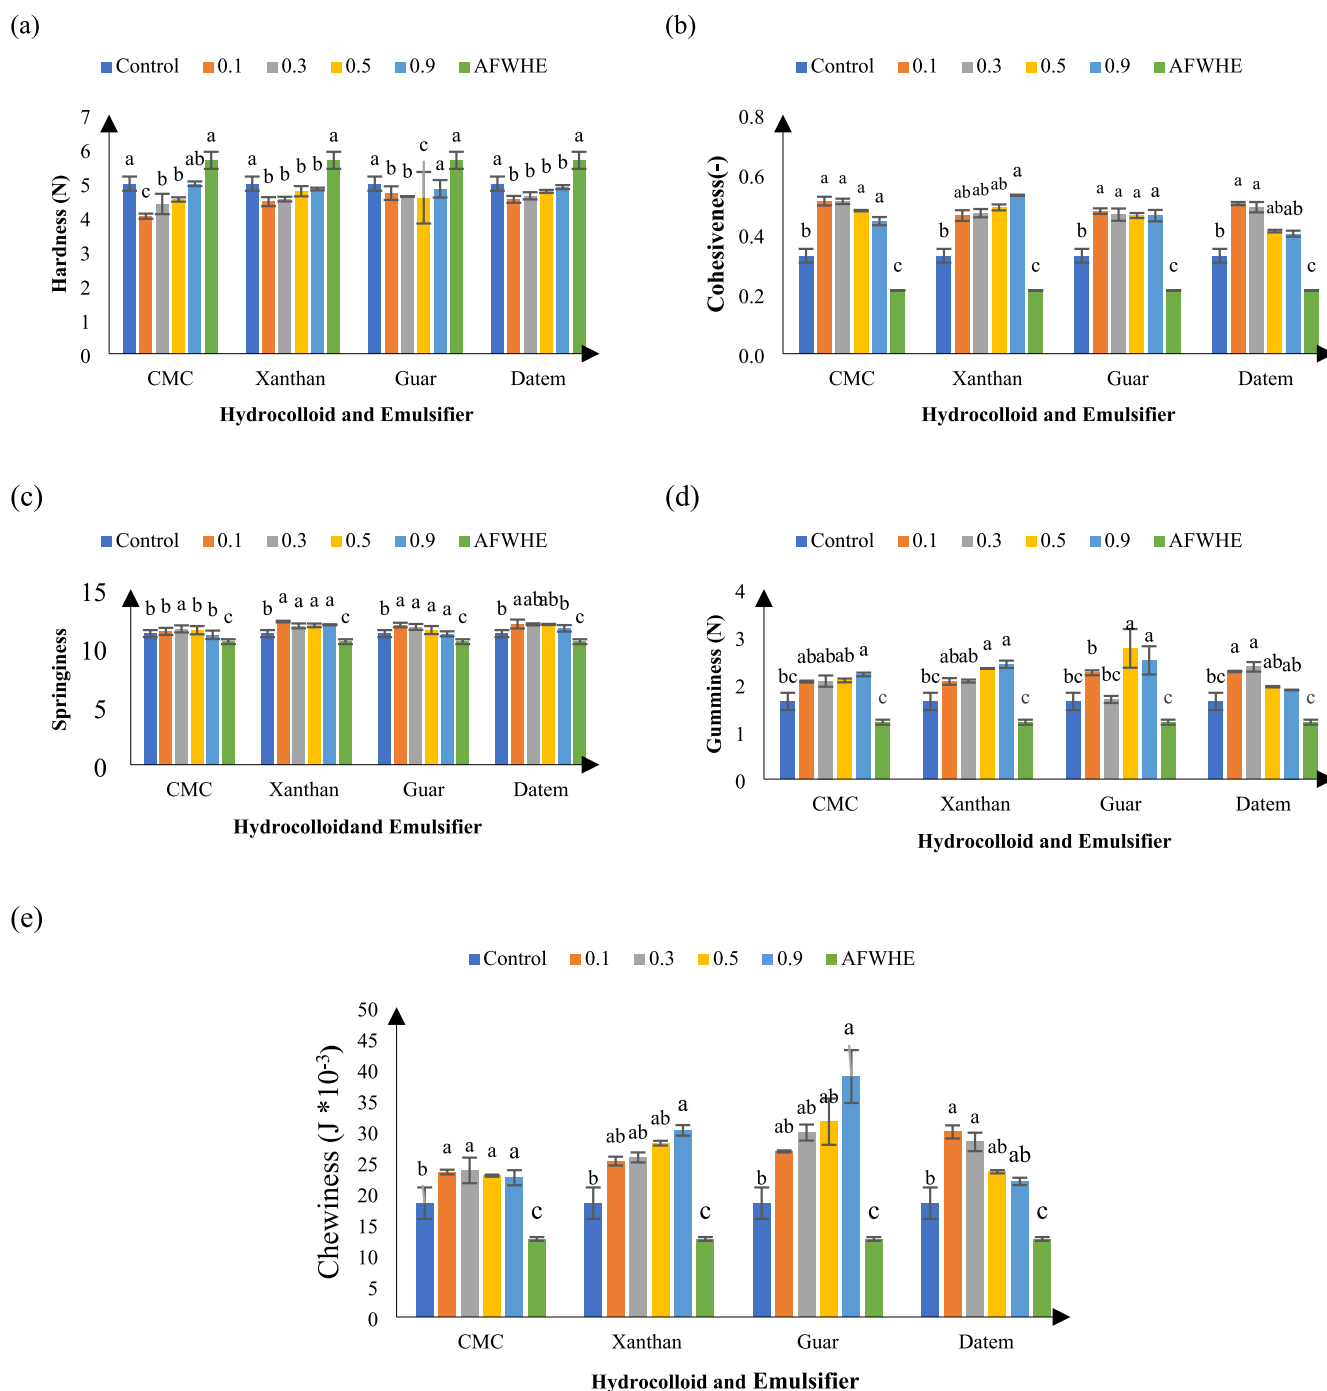 (a)
Control 0.1 0.3 0.5 0.9 AFWHE
Hardness (N)
7
6
5
4
3
2
1
0
a c b b ab a
a b b b b a
a b b c a a
a b b b b a
CMC Xanthan Guar Datem
Hydrocolloid and Emulsifier
(b)
Control 0.1 0.3 0.5 0.9 AFWHE
Cohesiveness(-)
0.8
0.6
0.4
0.2
0.0
b a a a a c
b ab ab ab a c
b a a a a c
b a a ab ab c
CMC Xanthan Guar Datem
Hydrocolloid and Emulsifier
(c)
Control 0.1 0.3 0.5 0.9 AFWHE
Springiness
15
10
5
0
b b a b b c
b a a a a c
b a a a a c
b a ab ab b c
CMC Xanthan Guar Datem
Hydrocolloidand Emulsifier
(d)
Control 0.1 0.3 0.5 0.9 AFWHE
Gumminess (N)
4
3
2
1
0
bc ab ab ab a c
bc ab ab a a c
bc b bc a a c
bc a a ab ab c
CMC Xanthan Guar Datem
Hydrocolloid and Emulsifier
(e)
Control 0.1 0.3 0.5 0.9 AFWHE
Chewiness (J *10-3)
50
45
40
35
30
25
20
15
10
5
0
b a a a a c
b ab ab ab a c
b ab ab ab a c
b a a ab ab c
CMC Xanthan Guar Datem
Hydrocolloid and Emulsifier